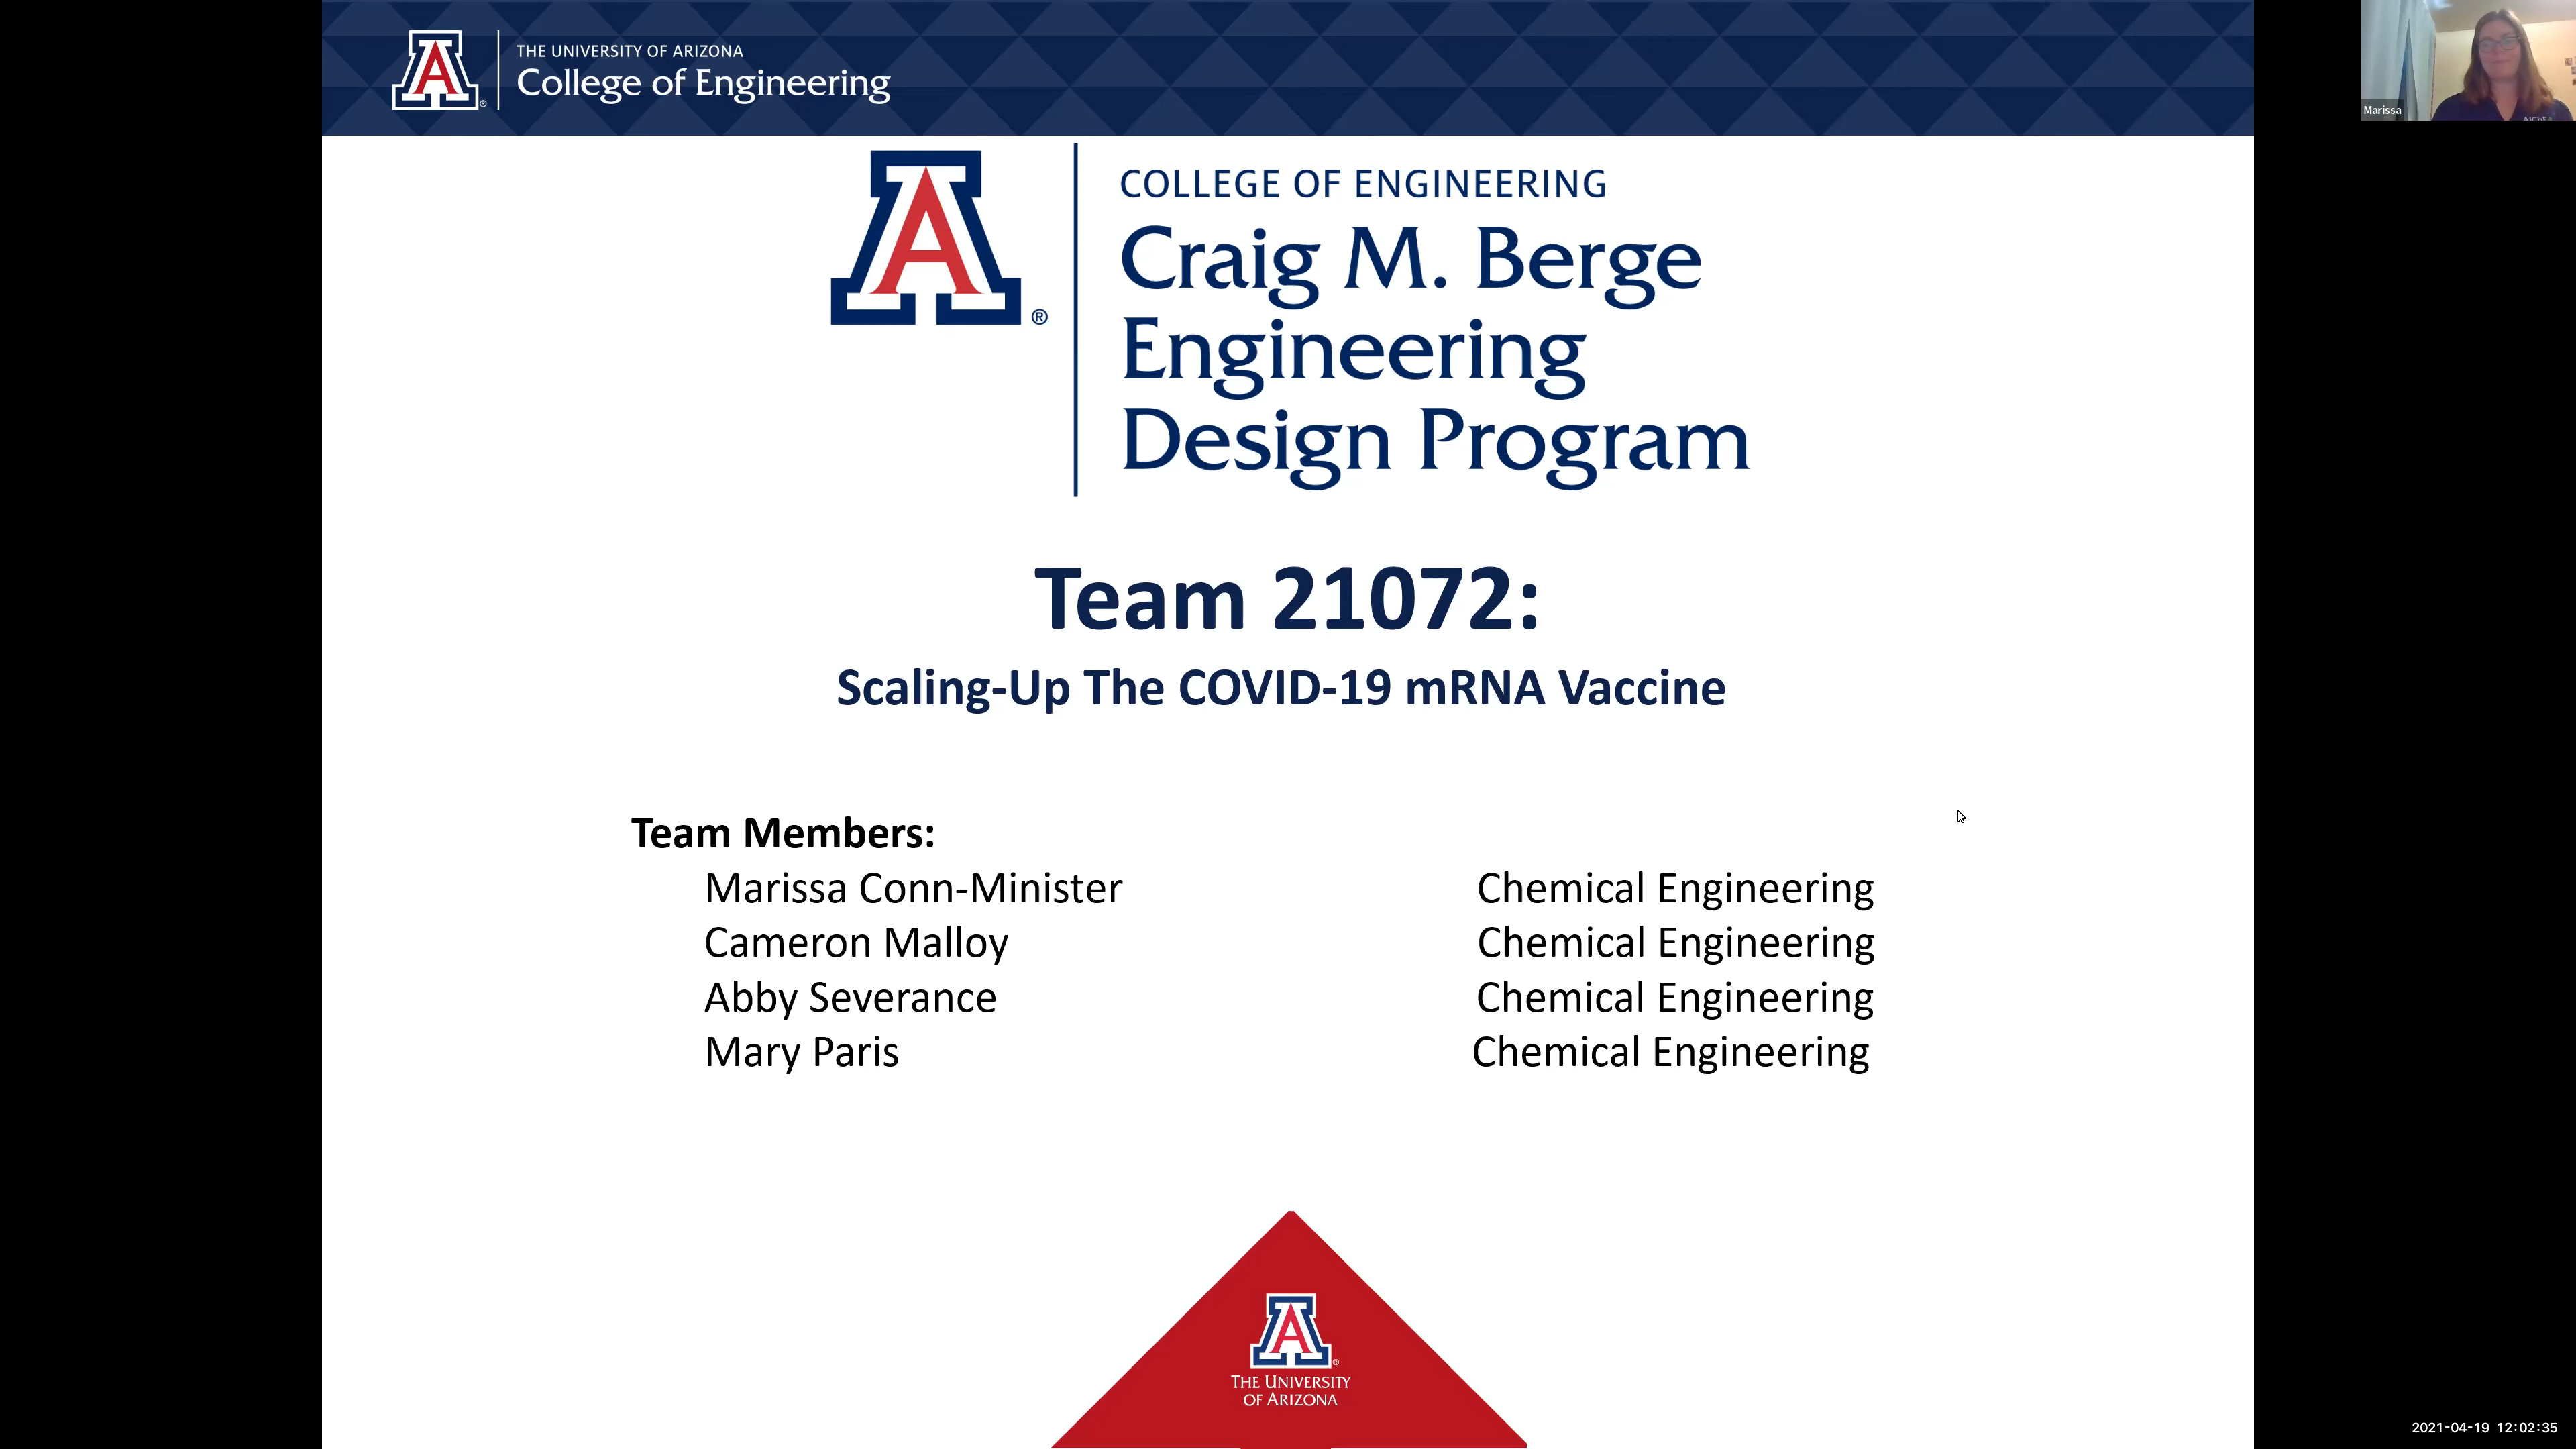 THE UNIVERSITY OF ARIZONA
College of Engineering
Marissa
COLLEGE OF ENGINEERING
Craig M. Berge
Engineering
Design Program
Team 21072:
Scaling-Up The COVID-19 mRNA Vaccine
Team Members:
Marissa Conn-Minister Chemical Engineering
Cameron Malloy Chemical Engineering
Abby Severance Chemical Engineering
Mary Paris Chemical Engineering
THE UNIVERSITY
OF ARIZONA
2021-04-19 12:02:35